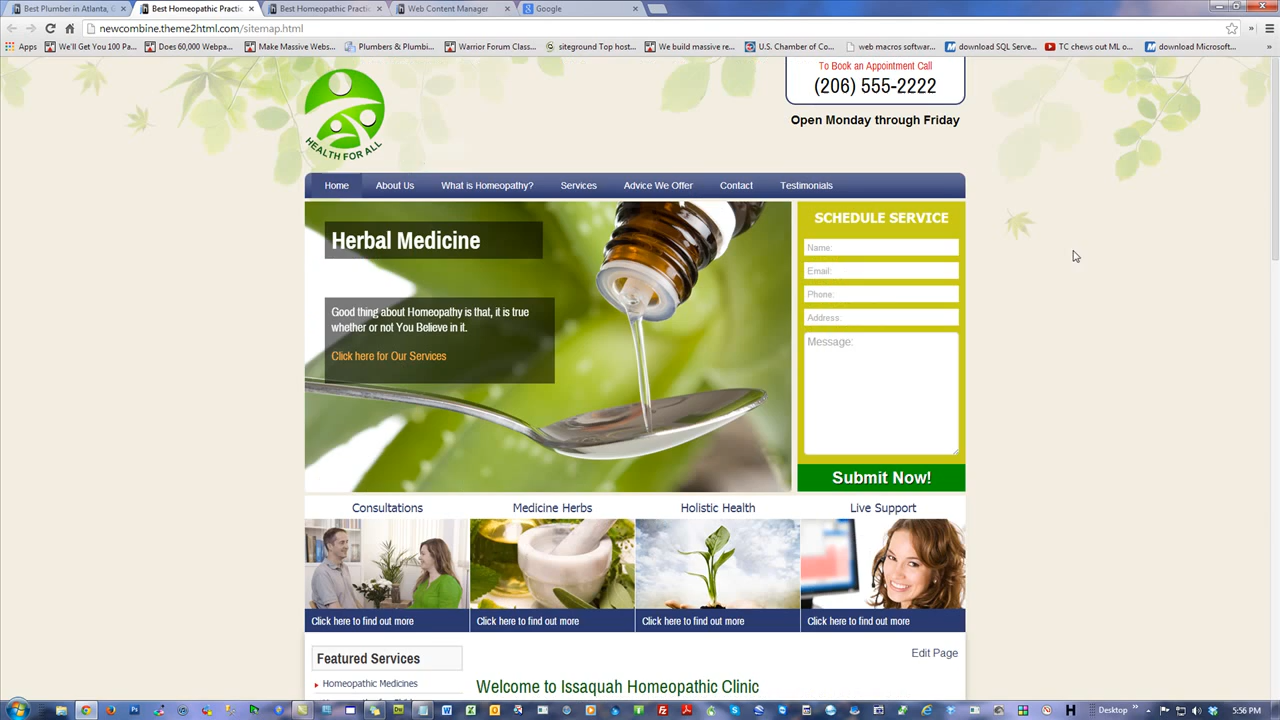 Best Plumber in Atlanta, G
Best Homeopathic Practic
Best Homeopathic Practic
Web Content Manager
Google
newcombine.theme2html.com/sitemap.html
Apps
We'll Get You 100 Pa...
Does 60,000 Webpa...
Make Massive Webs...
Plumbers & Plumbi...
Warrior Forum Class...
siteground Top host...
We build massive re...
U.S. Chamber of Co...
web macros softwar...
download SQL Serve...
TC chews out ML o...
download Microsoft...
To Book an Appointment Call
(206) 555-2222
Open Monday through Friday
HEALTH FOR ALL
Home
About Us
What is Homeopathy?
Services
Advice We Offer
Contact
Testimonials
Herbal Medicine
Good thing about Homeopathy is that, it is true
whether or not You Believe in it.
Click here for Our Services
SCHEDULE SERVICE
Name:
Email:
Phone:
Address:
Message:
Submit Now!
Consultations
Medicine Herbs
Holistic Health
Live Support
Click here to find out more
Click here to find out more
Click here to find out more
Click here to find out more
Featured Services
Edit Page
Homeopathic Medicines
Welcome to Issaquah Homeopathic Clinic
Desktop
5:56 PM